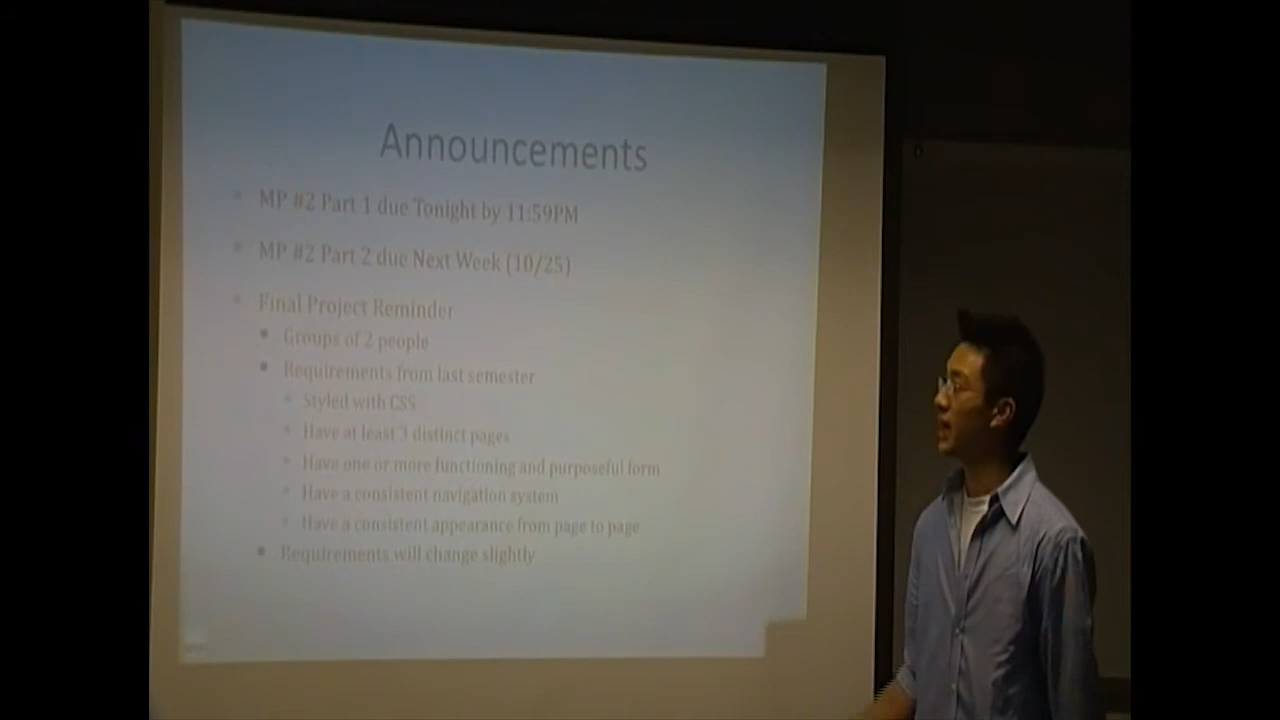 Announcements
MP #2 Part 1 due Tonight by 11:59PM
MP #2 Part 2 due Next Week (10/25)
Final Project Reminder
Groups of 2 people
Requirements from last semester
Styled with CSS
Have at least 3 distinct pages
Have one or more functioning and purposeful form
Have a consistent navigation system
Have a consistent appearance from page to page
Requirements will change slightly